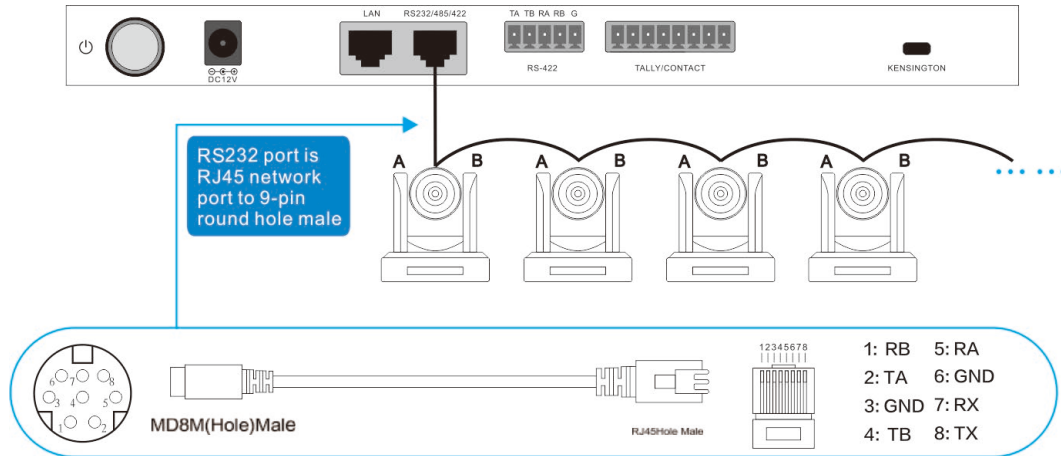 LAN RS232/485/422 TA TB RA RB G
DC12V
RS-422 TALLY/CONTACT KENSINGTON
RS232 port is
RJ45 network
port to 9-pin
round hole male
A B A B A B A B
12345678
6 7 8
3 4 5
1 2
MD8M(Hole)Male
RJ45Hole Male
1: RB 5: RA
2: TA 6: GND
3: GND 7: RX
4: TB 8: TX